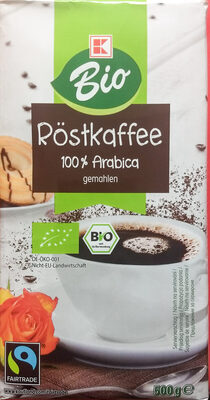 K
Bio
Röstkaffee
100% Arabica
gemahlen
BIO
DE-ÖKO-001
Nicht-EU-Landwirtschaft
FAIRTRADE
500g e